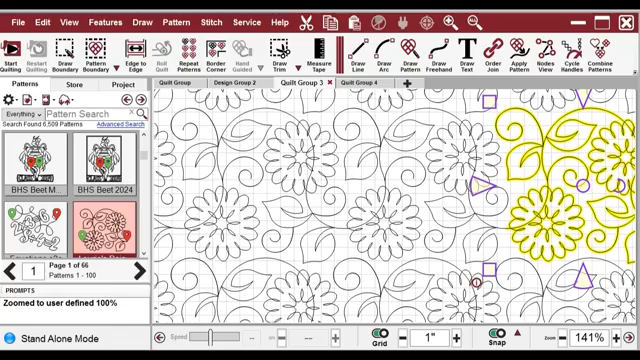 File Edit View Features Draw Pattern Stitch Service Help
Start Quilting Restart Quilting Draw Boundary Pattern Boundary Edge to Edge Roll Quilt Repeat Patterns Border Corner Hand Guided Draw Trim Measure Tape Draw Line Draw Arc Draw Pattern Draw Text Draw Freehand Order Join Apply Pattern Nodes View Cycle Handles Combine Patterns
Patterns Store Project
Quilt Group Design Group 2 Quilt Group 3 Quilt Group 4
Everything Pattern Search
Search Found 6,509 Patterns Advanced Search
BHS Beet M... BHS Beet 2024
1 Page 1 of 66
Patterns 1 - 100
PROMPTS
Zoomed to user defined 100%
Stand Alone Mode
Speed -- on : -- Grid 1" Snap Zoom 141%